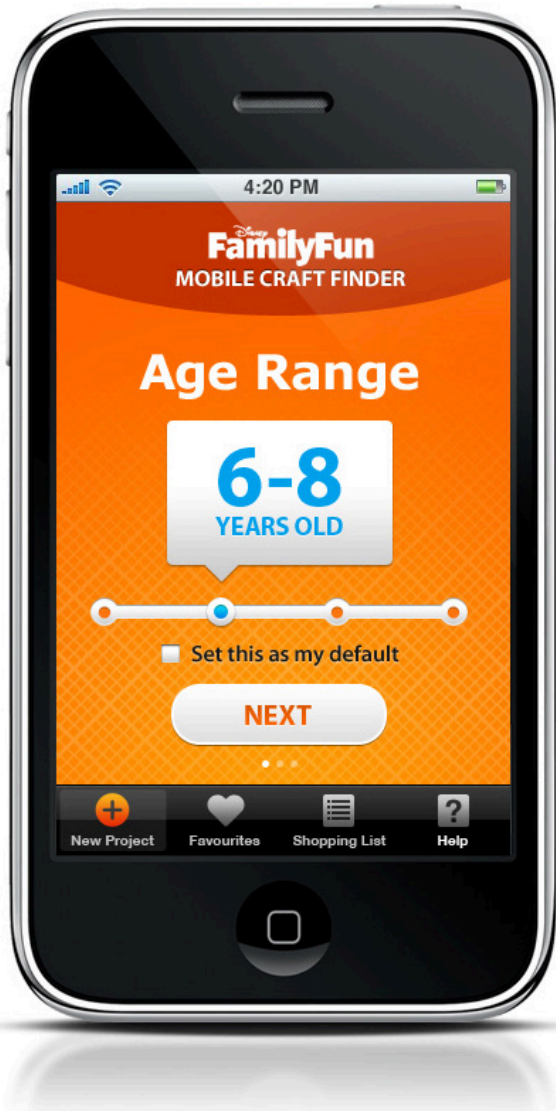 4:20 PM
Disney
FamilyFun
MOBILE CRAFT FINDER
Age Range
6-8
YEARS OLD
Set this as my default
NEXT
New Project
Favourites
Shopping List
? Help